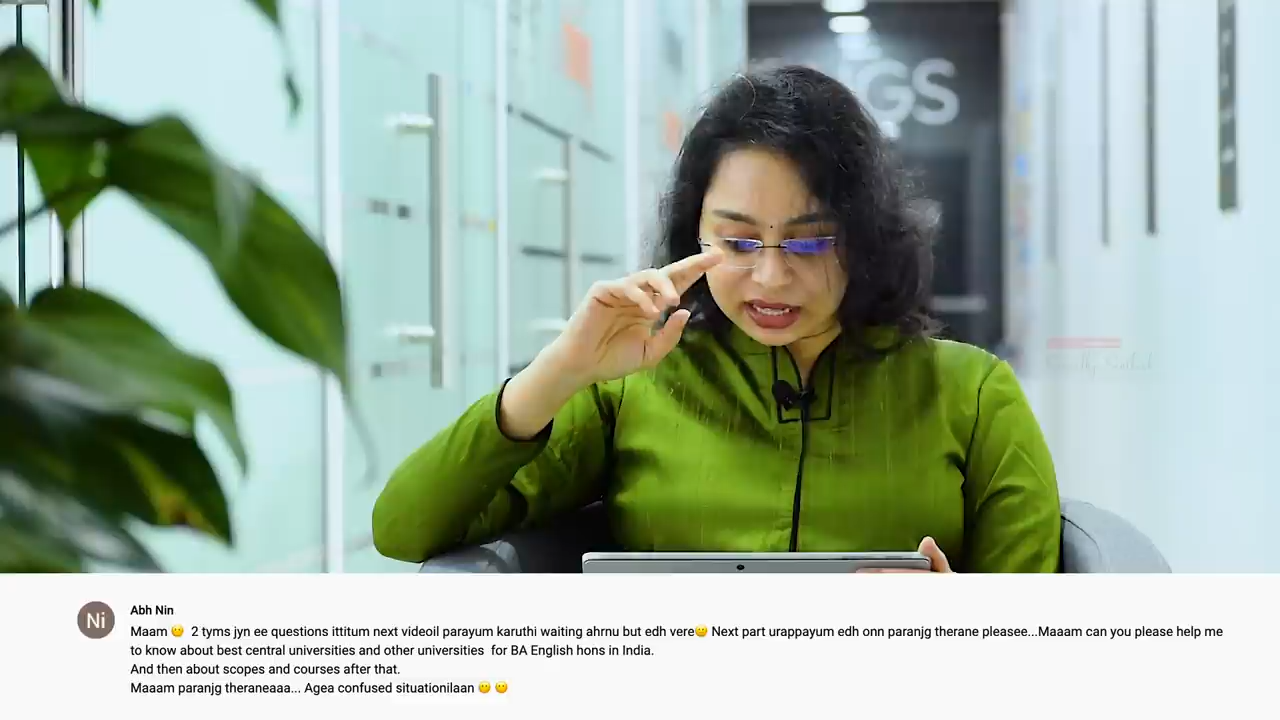 GS
Ni
Abh Nin
Maam 😶 2 tyms jyn ee questions ittitum next videoil parayum karuthi waiting ahrnu but edh vere😶 Next part urappayum edh onn paranjg therane pleasee...Maaam can you please help me
to know about best central universities and other universities for BA English hons in India.
And then about scopes and courses after that.
Maaam paranjg theraneaaa... Agea confused situationilaan 😶 😶